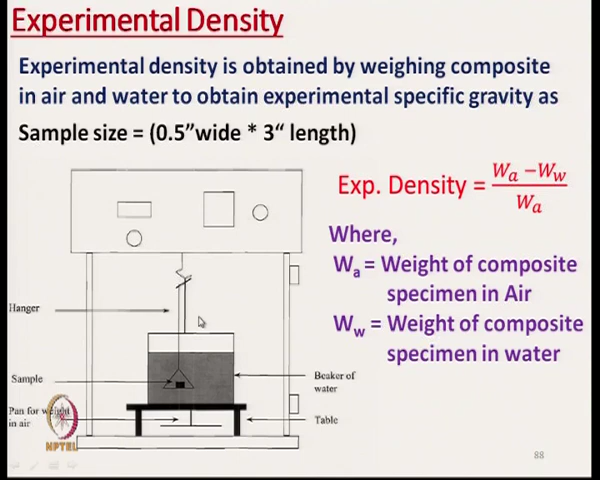 Experimental Density
Experimental density is obtained by weighing composite
in air and water to obtain experimental specific gravity as
Sample size = (0.5”wide * 3“ length)
Exp. Density = \frac{W_a - W_w}{W_a}
Where,
W_a = Weight of composite
specimen in Air
W_w = Weight of composite
specimen in water
Hanger
Sample
Pan for weight
in air
Beaker of
water
Table
NPTEL
88